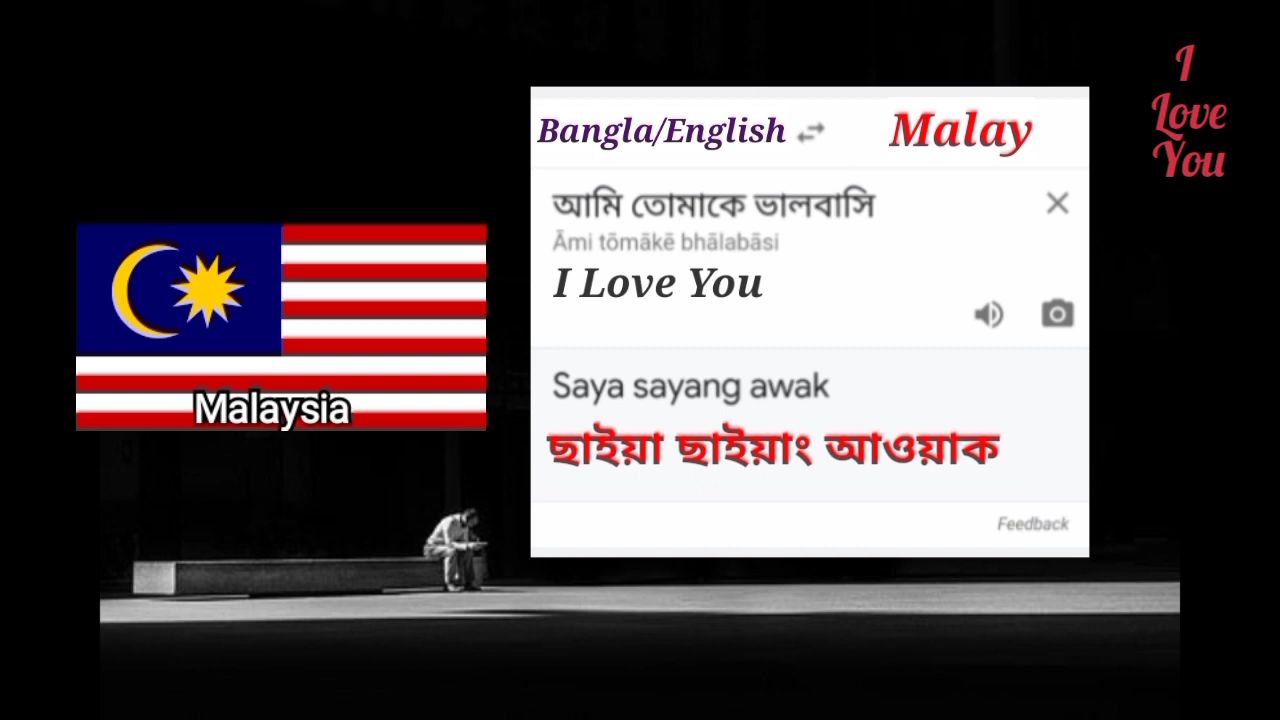 Malaysia
Bangla/English
Malay
আমি তোমাকে ভালবাসি
Āmi tōmākē bhālabāsi
I Love You
Saya sayang awak
ছাইয়া ছাইয়াং আওয়াক
Feedback
I
Love
You